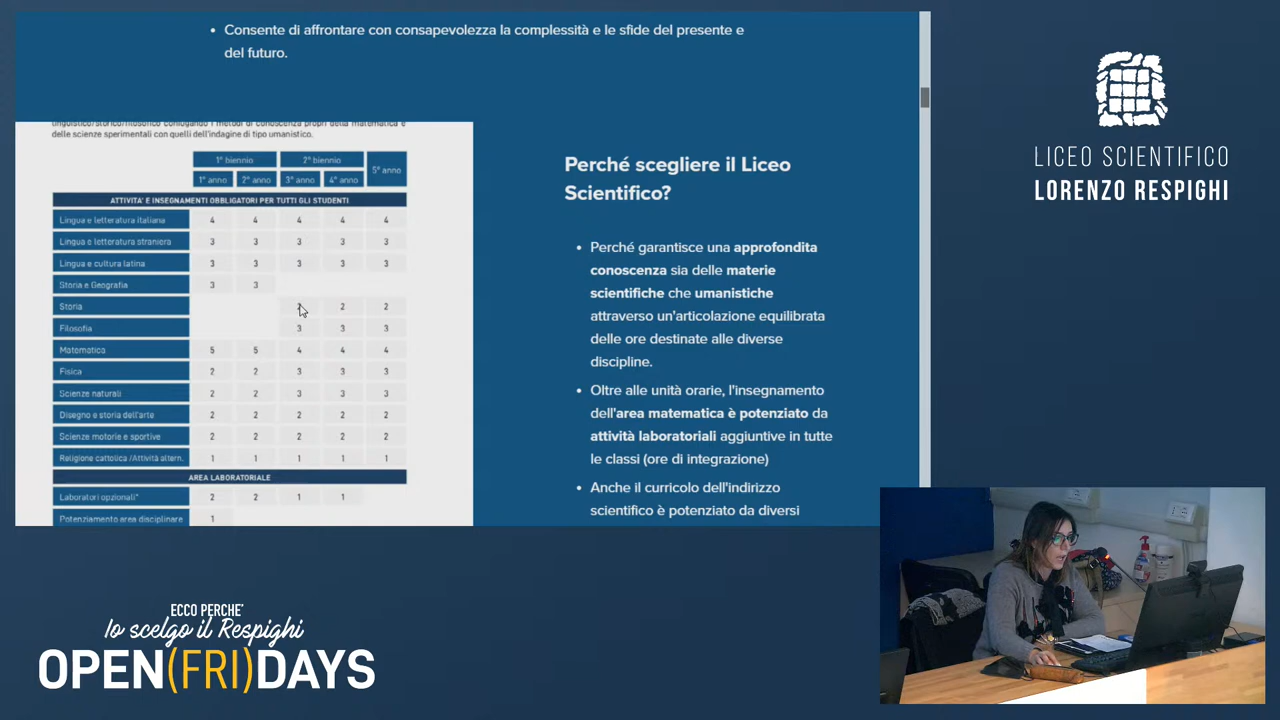 Consente di affrontare con consapevolezza la complessità e le sfide del presente e
del futuro.
linguistico/storico/filosofico coniugando i metodi di conoscenza propri della matematica e
delle scienze sperimentali con quelli dell'indagine di tipo umanistico.
1° biennio 2° biennio 5° anno
1° anno 2° anno 3° anno 4° anno
ATTIVITA' E INSEGNAMENTI OBBLIGATORI PER TUTTI GLI STUDENTI
Lingua e letteratura italiana 4 4 4 4 4
Lingua e letteratura straniera 3 3 3 3 3
Lingua e cultura latina 3 3 3 3 3
Storia e Geografia 3 3
Storia 2 2 2
Filosofia 3 3 3
Matematica 5 5 4 4 4
Fisica 2 2 3 3 3
Scienze naturali 2 2 3 3 3
Disegno e storia dell'arte 2 2 2 2 2
Scienze motorie e sportive 2 2 2 2 2
Religione cattolica /Attività altern. 1 1 1 1 1
AREA LABORATORIALE
Laboratori opzionali* 2 2 1 1
Potenziamento area disciplinare 1
Perché scegliere il Liceo
Scientifico?
Perché garantisce una approfondita
conoscenza sia delle materie
scientifiche che umanistiche
attraverso un'articolazione equilibrata
delle ore destinate alle diverse
discipline.
Oltre alle unità orarie, l'insegnamento
dell'area matematica è potenziato da
attività laboratoriali aggiuntive in tutte
le classi (ore di integrazione)
Anche il curricolo dell'indirizzo
scientifico è potenziato da diversi
LICEO SCIENTIFICO
LORENZO RESPIGHI
ECCO PERCHE'
Io scelgo il Respighi
OPEN(FRI)DAYS